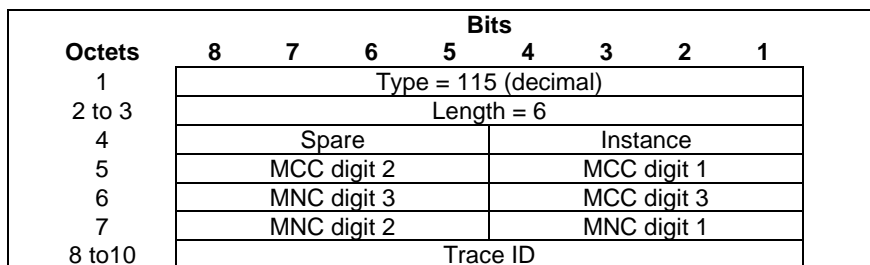 Bits
Octets 8 7 6 5 4 3 2 1
1 Type = 115 (decimal)
2 to 3 Length = 6
4 Spare Instance
5 MCC digit 2 MCC digit 1
6 MNC digit 3 MCC digit 3
7 MNC digit 2 MNC digit 1
8 to10 Trace ID